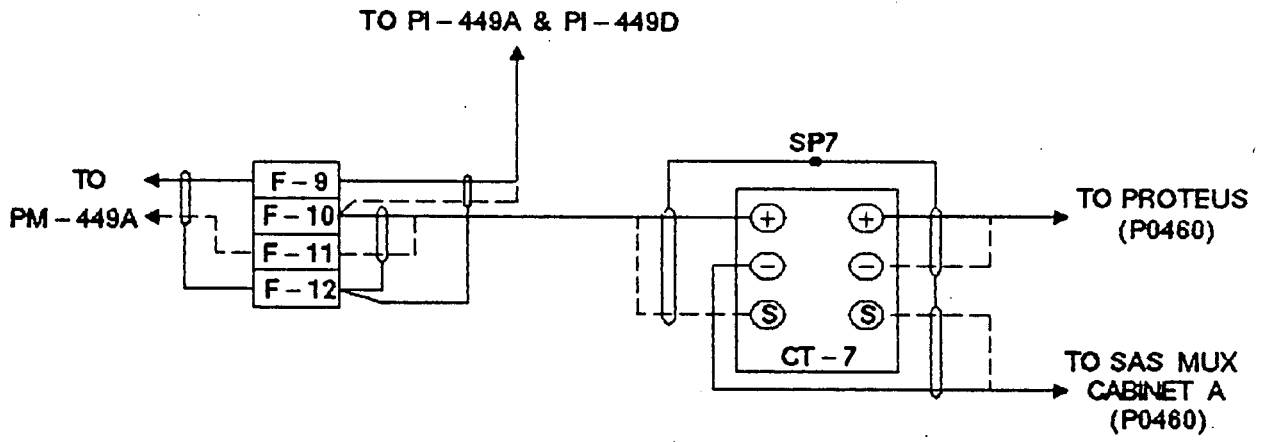 TO PI-449A & PI-449D
TO
PM-449A
F-9
F-10
F-11
F-12
SP7
+ +
- -
S S
CT-7
TO PROTEUS
(P0460)
TO SAS MUX
CABINET A
(P0460)